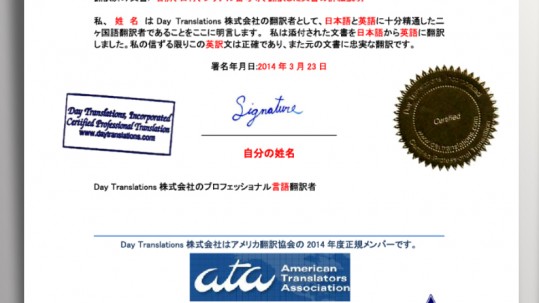 私、 姓 名 は Day Translations 株式会社の翻訳者として、日本語と英語に十分精通した二
ヶ国語翻訳者であることをここに明言します。 私は添付された文書を日本語から英語に翻訳
しました。私の信ずる限りこの英訳文は正確であり、また元の文書に忠実な翻訳です。
署名年月日:2014 年 3 月 23 日
Day Translations, Incorporated
Certified Professional Translation
www.daytranslations.com
Signature
Certified
自分の姓名
Day Translations 株式会社のプロフェッショナル言語翻訳者
Day Translations 株式会社はアメリカ翻訳協会の 2014 年度正規メンバーです。
ata American
Translators
Association